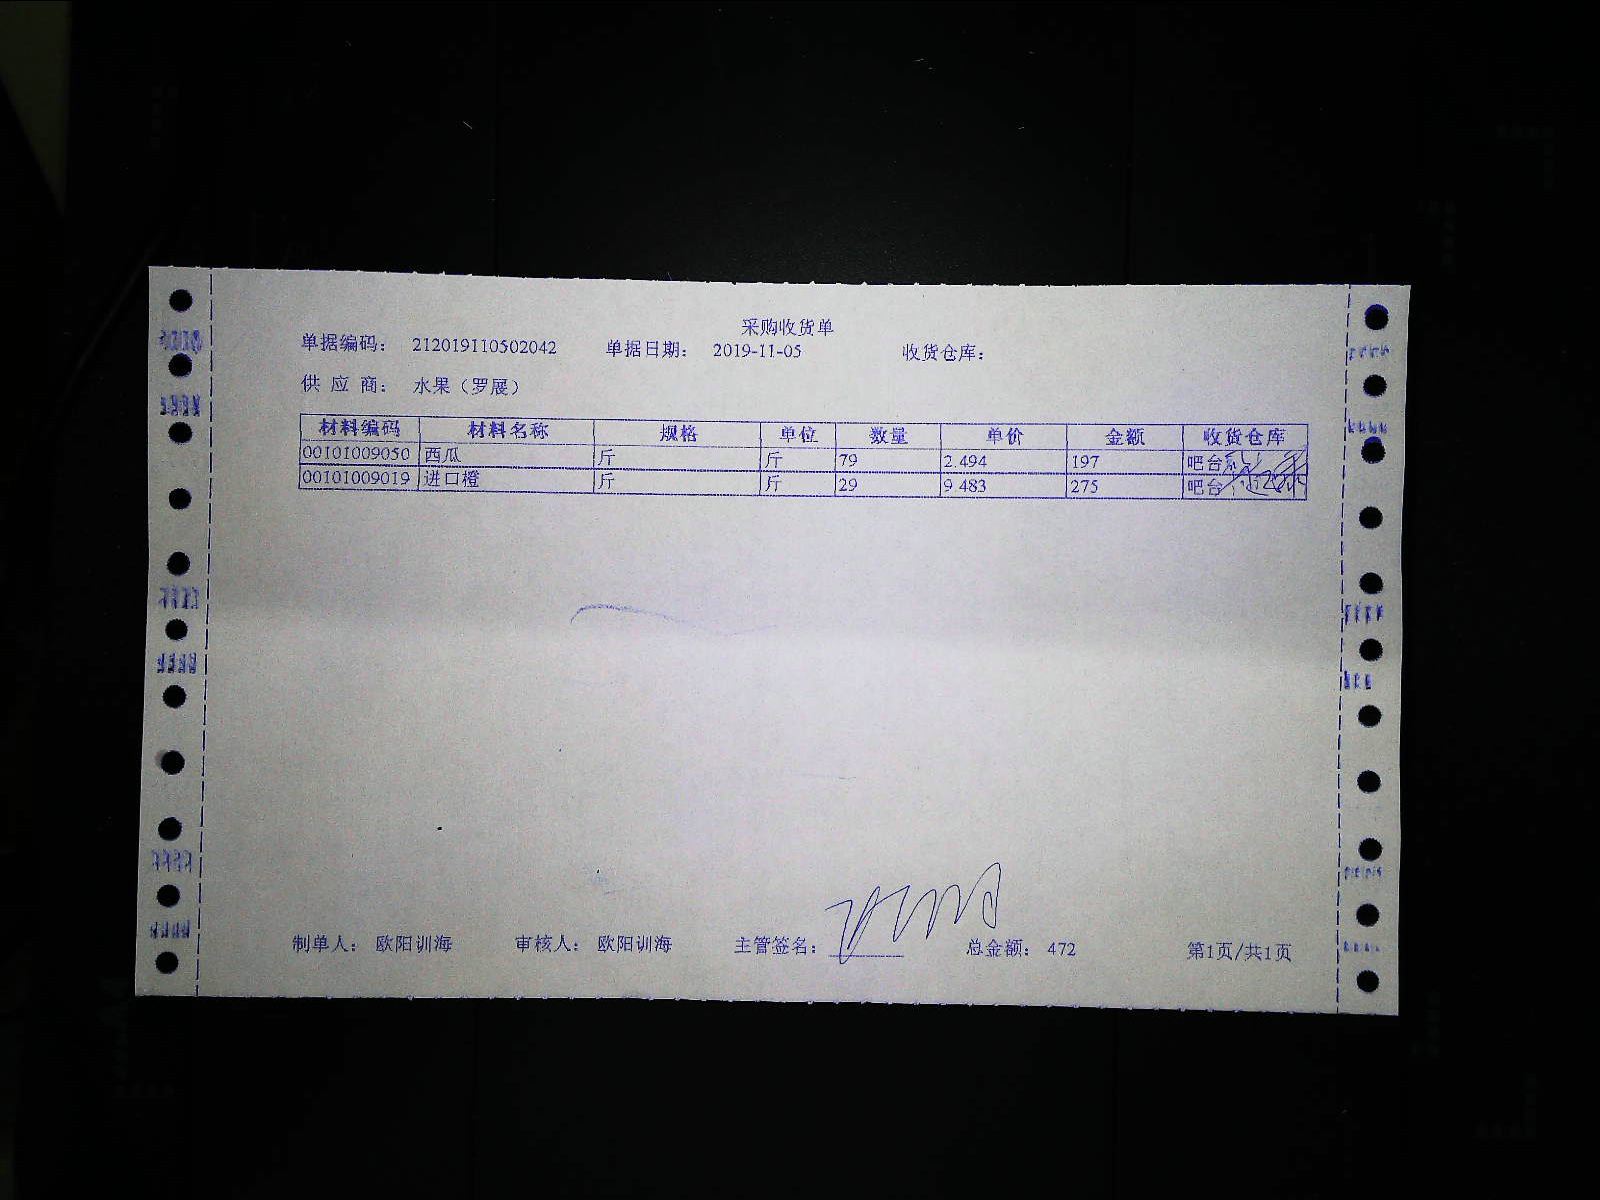 采购收货单
单据编码: 212019110502042 单据日期: 2019-11-05 收货仓库:
供 应 商: 水果（罗展）
材料编码 材料名称 规格 单位 数量 单价 金额 收货仓库
00101009050 西瓜 斤 斤 79 2.494 197 吧台
00101009019 进口橙 斤 斤 29 9.483 275 吧台
制单人: 欧阳训海 审核人: 欧阳训海 主管签名: 总金额: 472 第1页/共1页